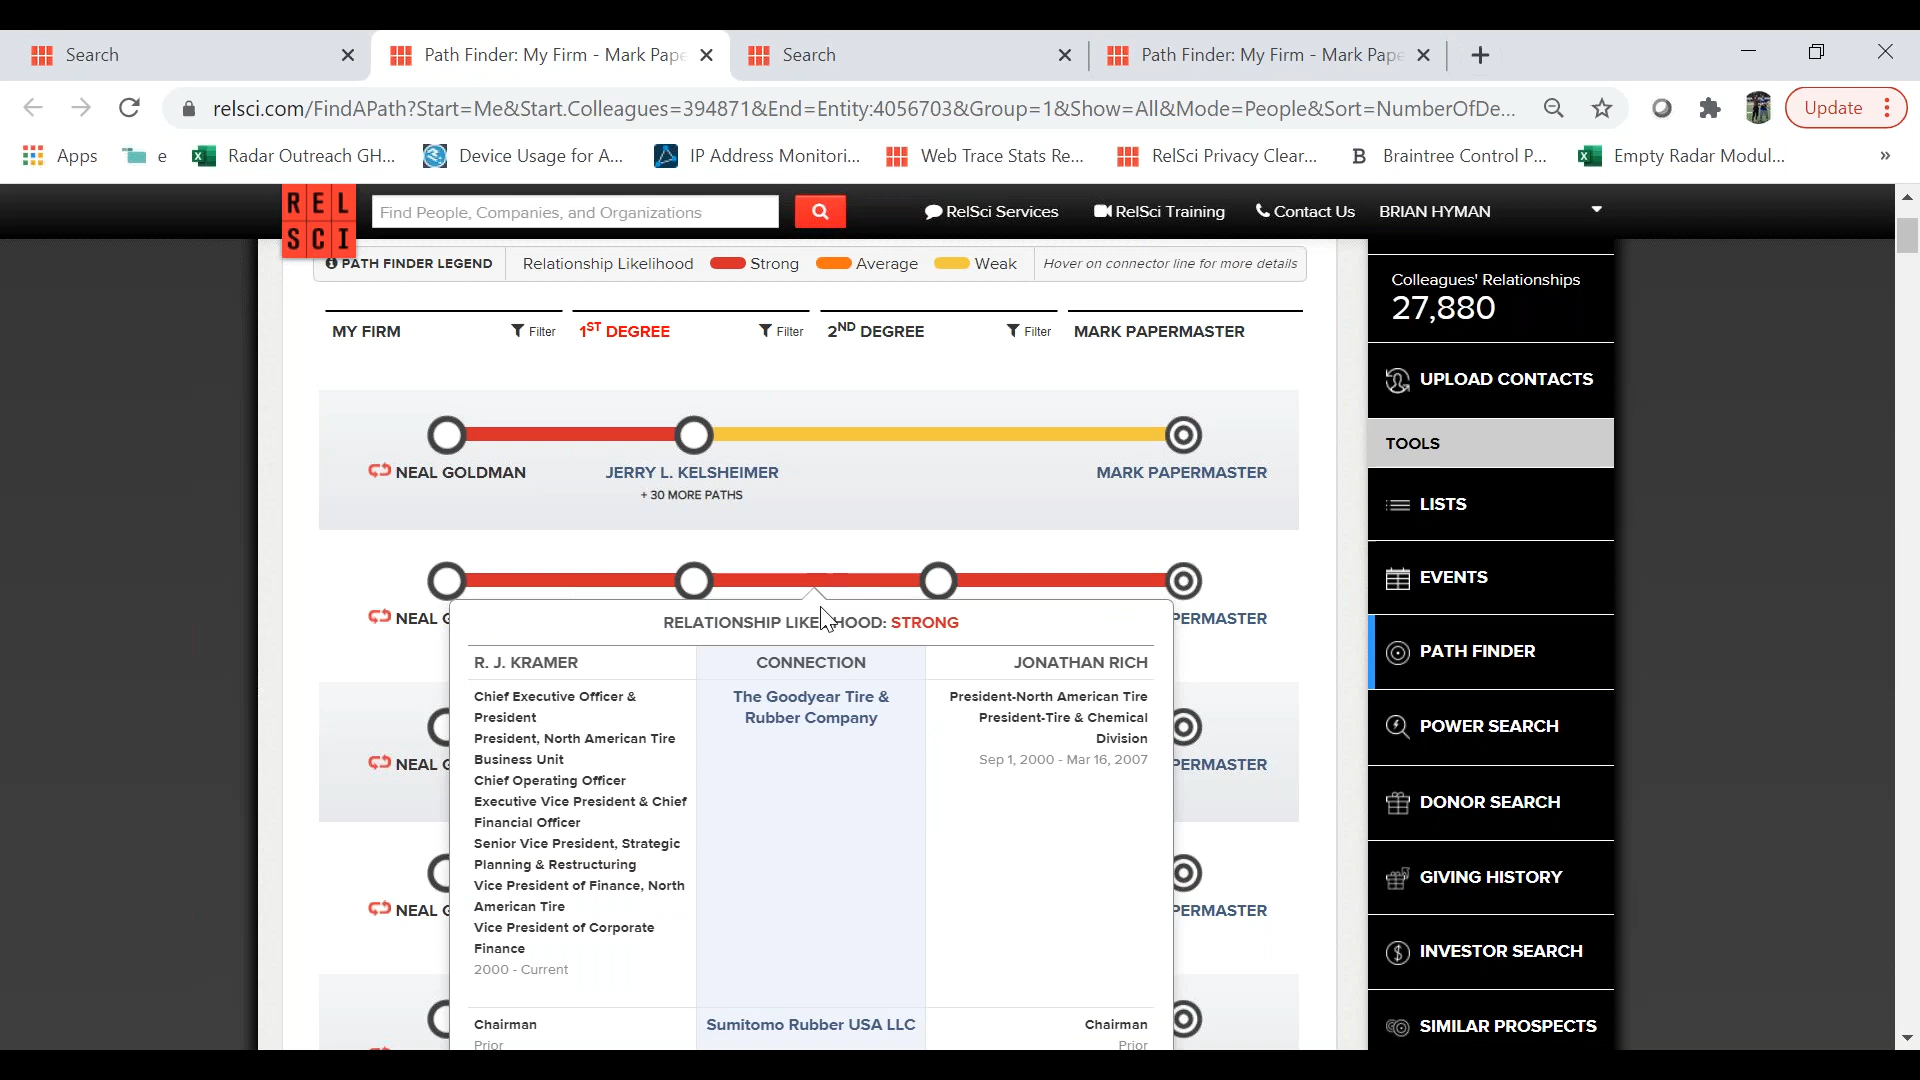 Search
Path Finder: My Firm - Mark Pape
Search
Path Finder: My Firm - Mark Pape
relsci.com/FindAPath?Start=Me&Start.Colleagues=394871&End=Entity:4056703&Group=1&Show=All&Mode=People&Sort=NumberOfDe...
Update
Apps
e
Radar Outreach GH...
Device Usage for A...
IP Address Monitori...
Web Trace Stats Re...
RelSci Privacy Clear...
Braintree Control P...
Empty Radar Modul...
»
REL
SCI
Find People, Companies, and Organizations
RelSci Services
RelSci Training
Contact Us
BRIAN HYMAN
PATH FINDER LEGEND
Relationship Likelihood
Strong
Average
Weak
Hover on connector line for more details
MY FIRM
Filter
1ST DEGREE
Filter
2ND DEGREE
Filter
MARK PAPERMASTER
NEAL GOLDMAN
JERRY L. KELSHEIMER
MARK PAPERMASTER
+ 30 MORE PATHS
NEAL G
PERMASTER
RELATIONSHIP LIKE HOOD: STRONG
R. J. KRAMER
CONNECTION
JONATHAN RICH
Chief Executive Officer &
President
President, North American Tire
Business Unit
Chief Operating Officer
Executive Vice President & Chief
Financial Officer
Senior Vice President, Strategic
Planning & Restructuring
Vice President of Finance, North
American Tire
Vice President of Corporate
Finance
2000 - Current
The Goodyear Tire &
Rubber Company
President-North American Tire
President-Tire & Chemical
Division
Sep 1, 2000 - Mar 16, 2007
Chairman
Prior
Sumitomo Rubber USA LLC
Chairman
Prior
NEAL G
PERMASTER
NEAL G
PERMASTER
Colleagues' Relationships
27,880
UPLOAD CONTACTS
TOOLS
LISTS
EVENTS
PATH FINDER
POWER SEARCH
DONOR SEARCH
GIVING HISTORY
INVESTOR SEARCH
SIMILAR PROSPECTS